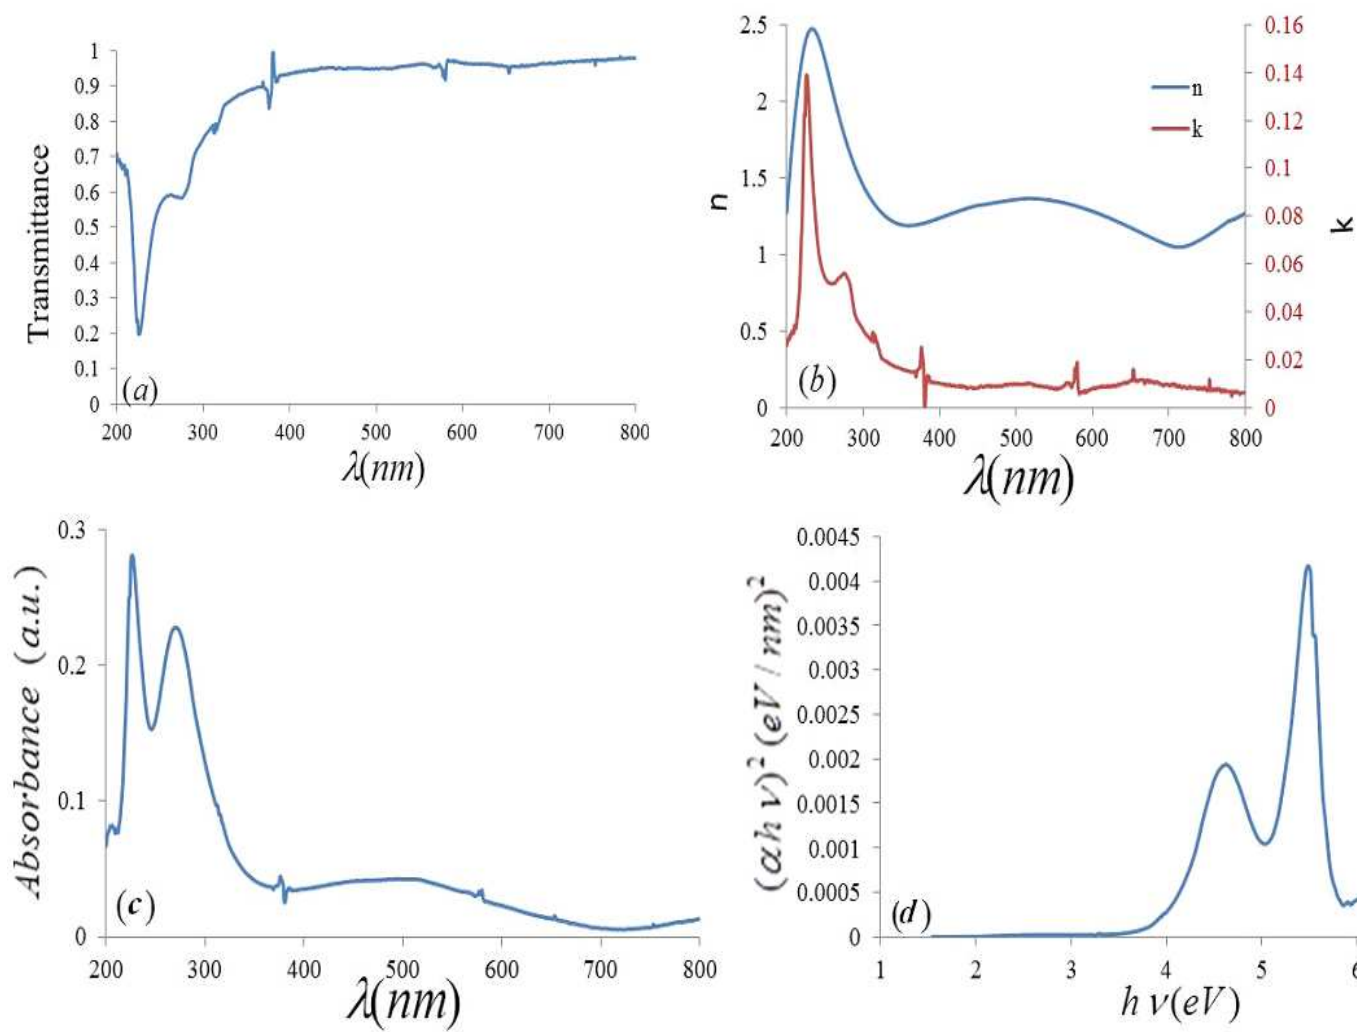 1
0.9
0.8
0.7
0.6
0.5
0.4
0.3
0.2
0.1
0
Transmittance
(a)
200 300 400 500 600 700 800
λ(nm)
2.5
2
1.5
1
0.5
0
n
n
k
0.16
0.14
0.12
0.1
0.08
0.06
0.04
0.02
0
k
(b)
200 300 400 500 600 700 800
λ(nm)
0.3
0.2
0.1
0
Absorbance (a.u.)
(c)
200 300 400 500 600 700 800
λ(nm)
0.0045
0.004
0.0035
0.003
0.0025
0.002
0.0015
0.001
0.0005
0
(αh ν)² (eV / nm)²
(d)
1 2 3 4 5 6
h ν(eV)